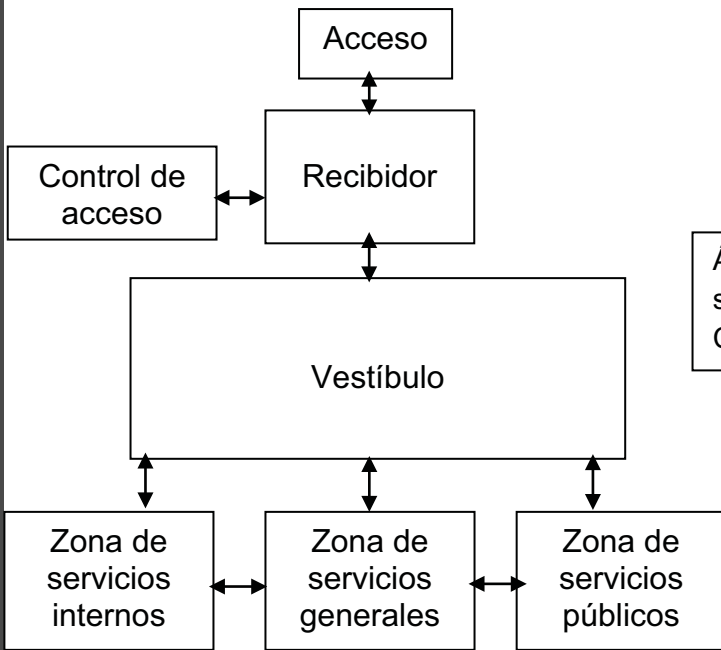 Acceso
Control de
acceso
Recibidor
Vestíbulo
Zona de
servicios
internos
Zona de
servicios
generales
Zona de
servicios
públicos